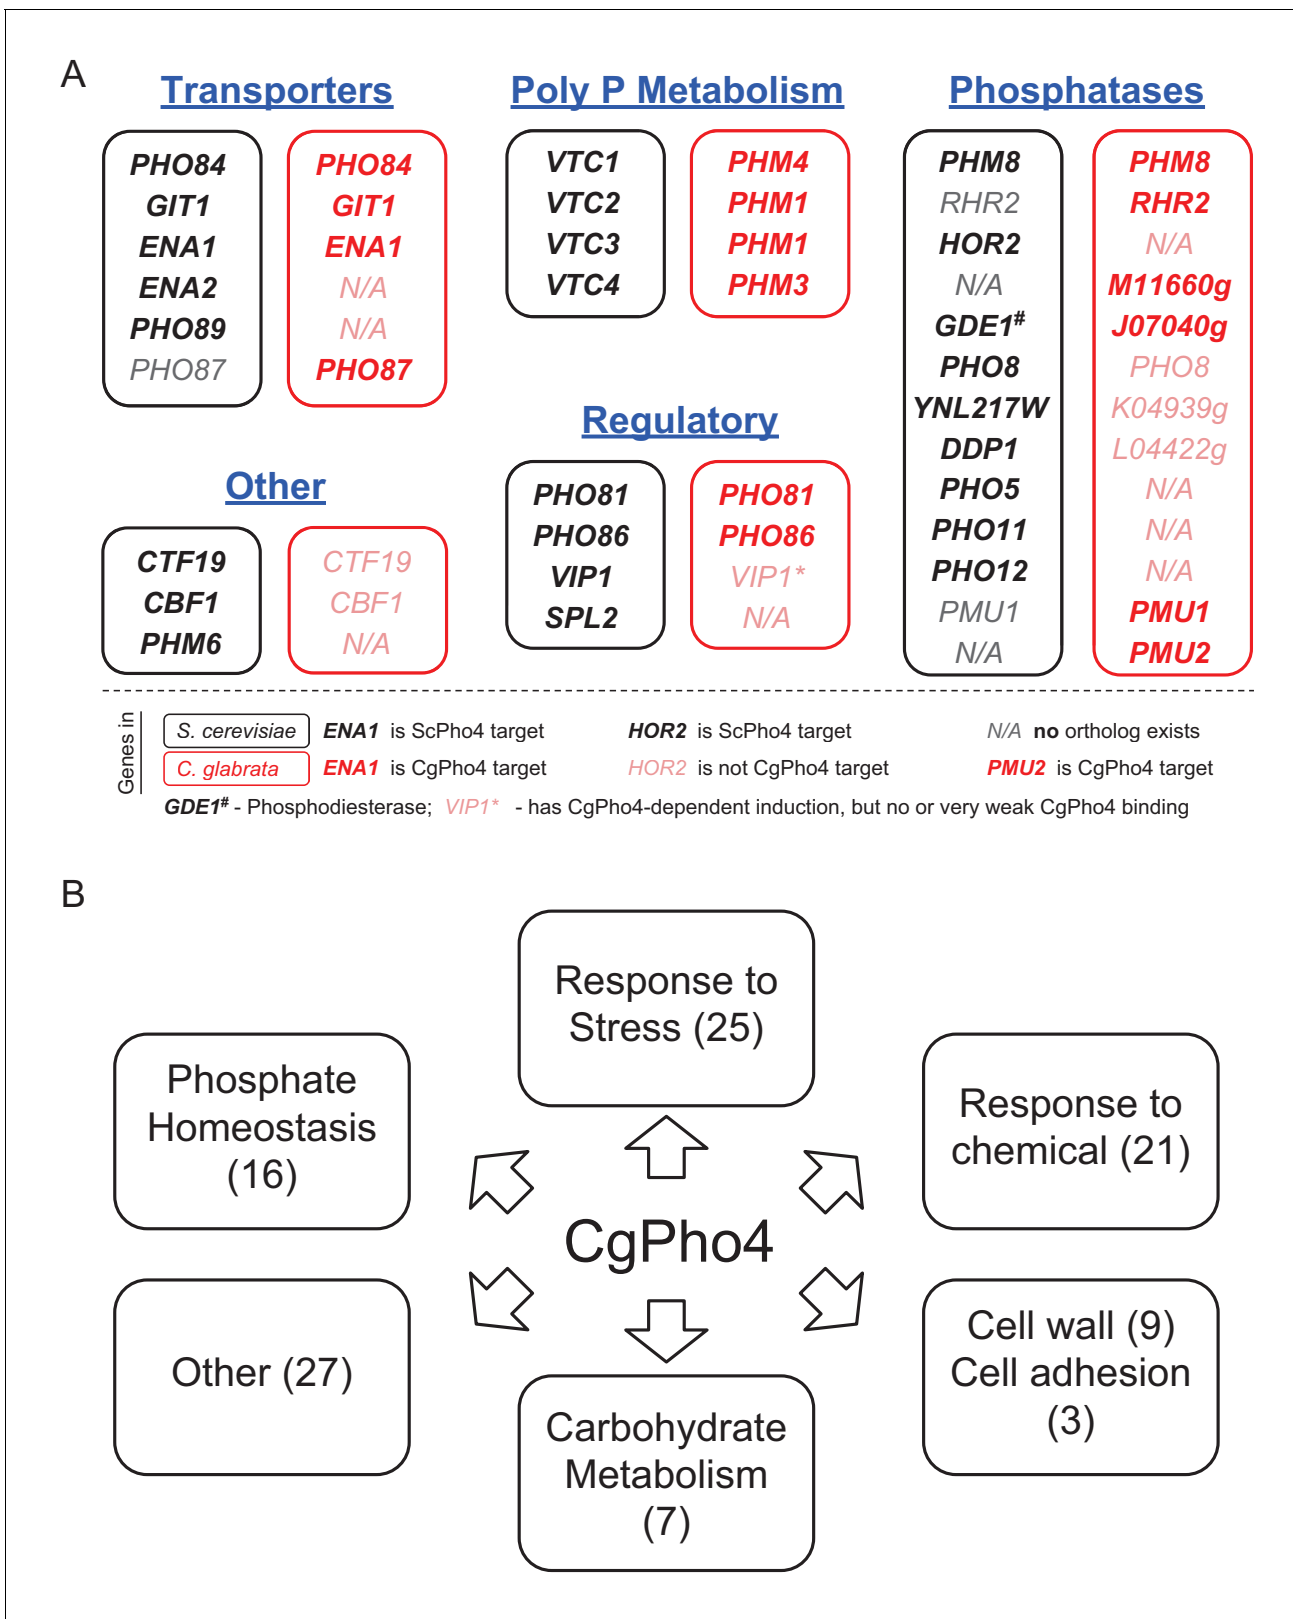 A
Transporters
PHO84 PHO84
GIT1 GIT1
ENA1 ENA1
ENA2 N/A
PHO89 N/A
PHO87 PHO87
Poly P Metabolism
VTC1 PHM4
VTC2 PHM1
VTC3 PHM1
VTC4 PHM3
Phosphatases
PHM8 PHM8
RHR2 RHR2
HOR2 N/A
N/A M11660g
GDE1# J07040g
PHO8 PHO8
YNL217W K04939g
DDP1 L04422g
PHO5 N/A
PHO11 N/A
PHO12 N/A
PMU1 PMU1
N/A PMU2
Other
CTF19 CTF19
CBF1 CBF1
PHM6 N/A
Regulatory
PHO81 PHO81
PHO86 PHO86
VIP1 VIP1*
SPL2 N/A
Genes in
S. cerevisiae ENA1 is ScPho4 target HOR2 is ScPho4 target N/A no ortholog exists
C. glabrata ENA1 is CgPho4 target HOR2 is not CgPho4 target PMU2 is CgPho4 target
GDE1# - Phosphodiesterase; VIP1* - has CgPho4-dependent induction, but no or very weak CgPho4 binding
B
Response to
Stress (25)
Phosphate
Homeostasis
(16)
Response to
chemical (21)
CgPho4
Other (27)
Cell wall (9)
Cell adhesion
(3)
Carbohydrate
Metabolism
(7)